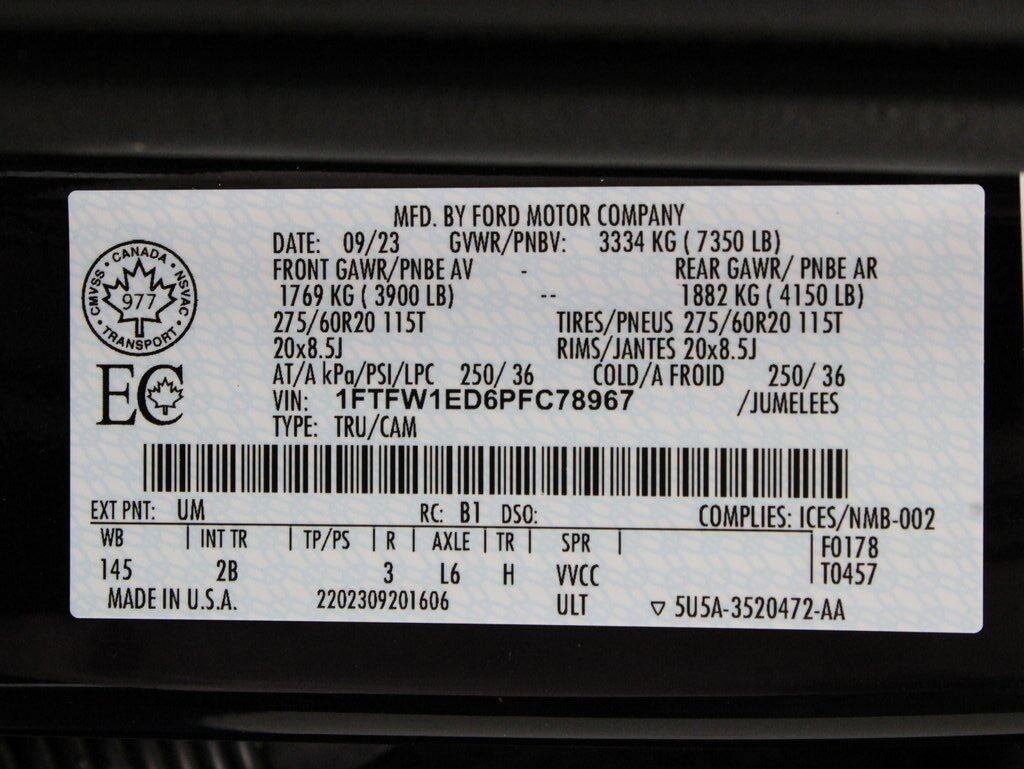 MFD. BY FORD MOTOR COMPANY
DATE: 09/23 GVWR/PNBV: 3334 KG ( 7350 LB)
FRONT GAWR/PNBE AV - REAR GAWR/ PNBE AR
1769 KG ( 3900 LB) -- 1882 KG ( 4150 LB)
275/60R20 115T TIRES/PNEUS 275/60R20 115T
20x8.5J RIMS/JANTES 20x8.5J
AT/A kPa/PSI/LPC 250/ 36 COLD/A FROID 250/ 36
VIN: 1FTFW1ED6PFC78967 /JUMELEES
TYPE: TRU/CAM
CANADA
CMVSS NSVAC
977
TRANSPORT
EC
EXT PNT: UM RC: B1 DSO: COMPLIES: ICES/NMB-002
WB | INT TR | TP/PS | R | AXLE | TR | SPR | F0178
145 2B 3 L6 H VVCC T0457
MADE IN U.S.A. 2202309201606 ULT ▽ 5U5A-3520472-AA